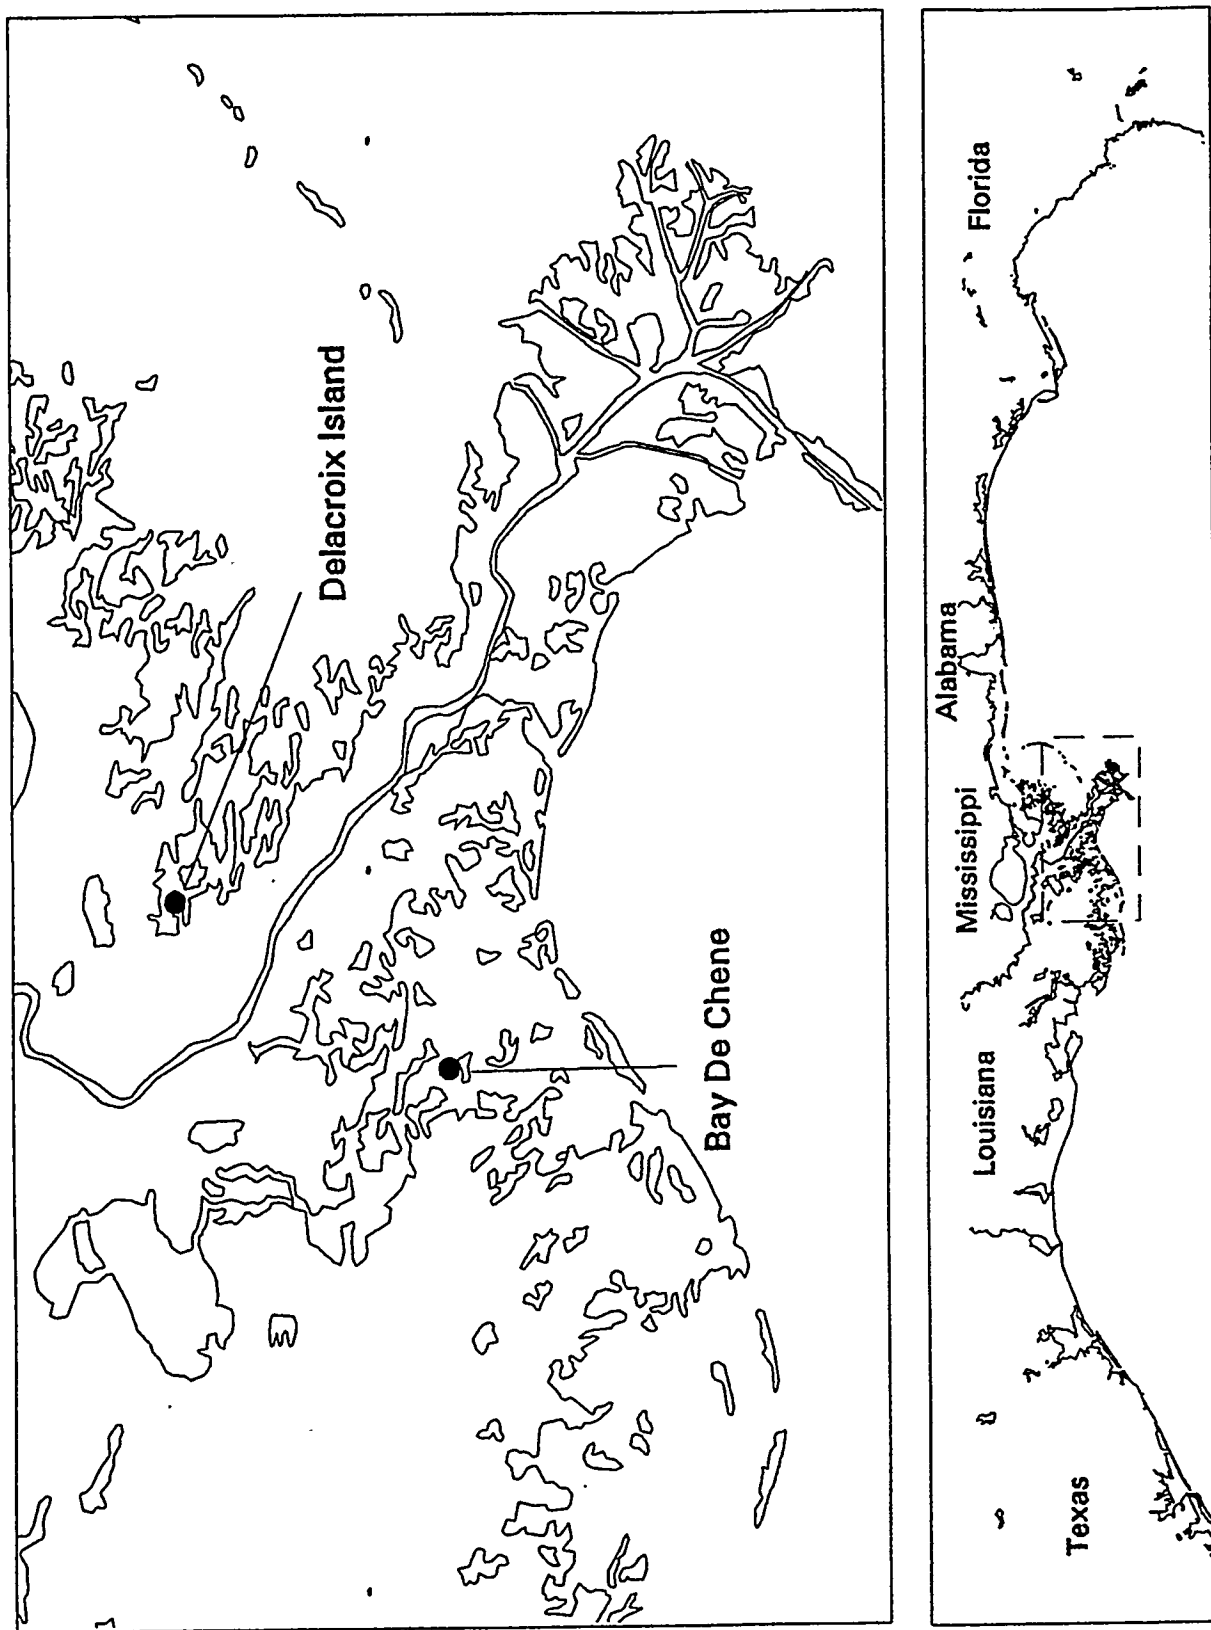 Delacroix Island
Bay De Chene
Texas
Louisiana
Mississippi
Alabama
Florida